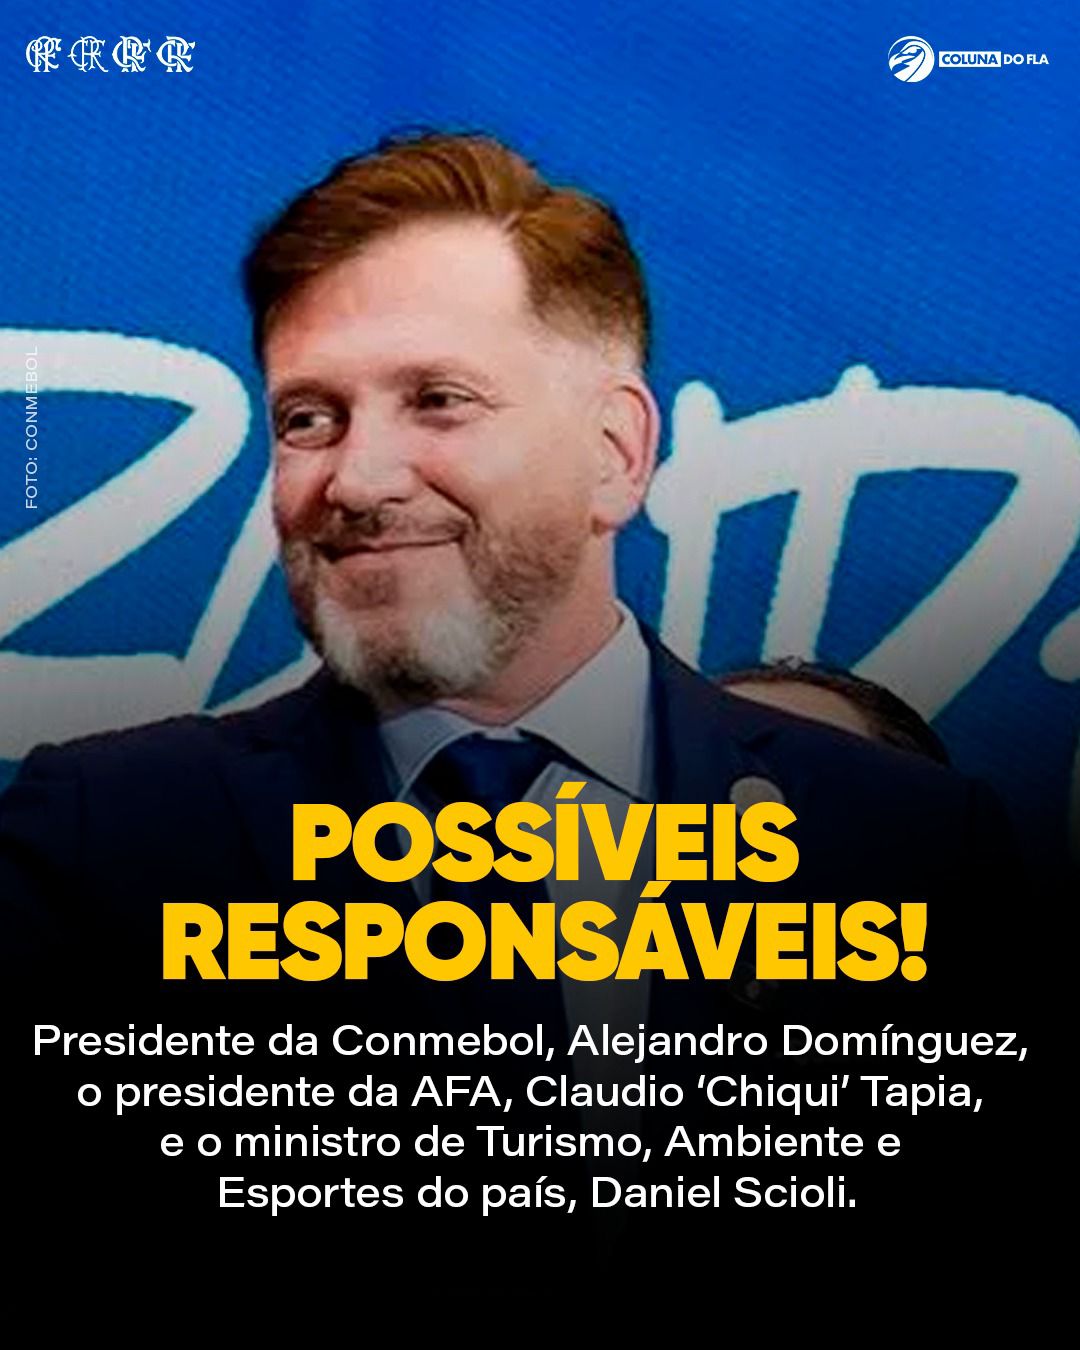 COLUNA DO FLA
FOTO: CONMEBOL
POSSÍVEIS
RESPONSÁVEIS!
Presidente da Conmebol, Alejandro Domínguez,
o presidente da AFA, Claudio ‘Chiqui’ Tapia,
e o ministro de Turismo, Ambiente e
Esportes do país, Daniel Scioli.